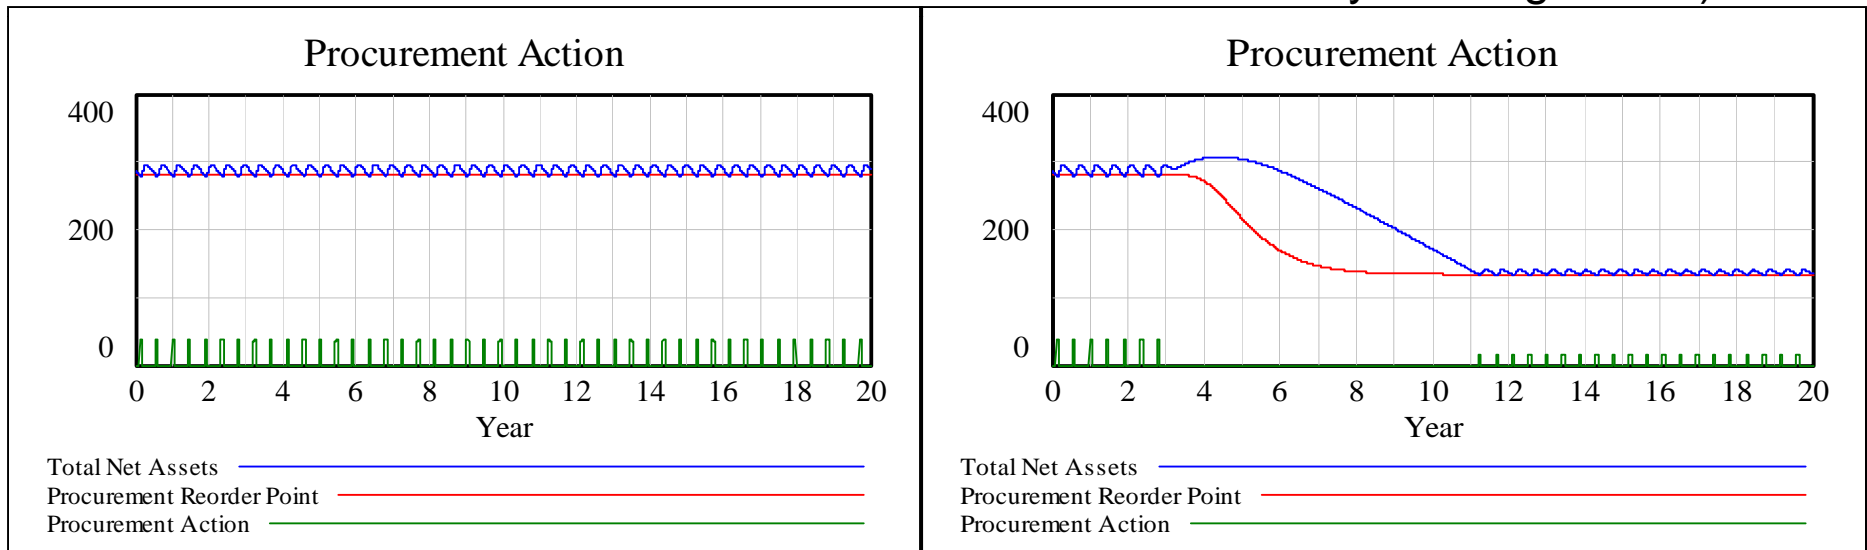 Procurement Action
400
200
0
0 2 4 6 8 10 12 14 16 18 20
Year
Total Net Assets
Procurement Reorder Point
Procurement Action
Procurement Action
400
200
0
0 2 4 6 8 10 12 14 16 18 20
Year
Total Net Assets
Procurement Reorder Point
Procurement Action